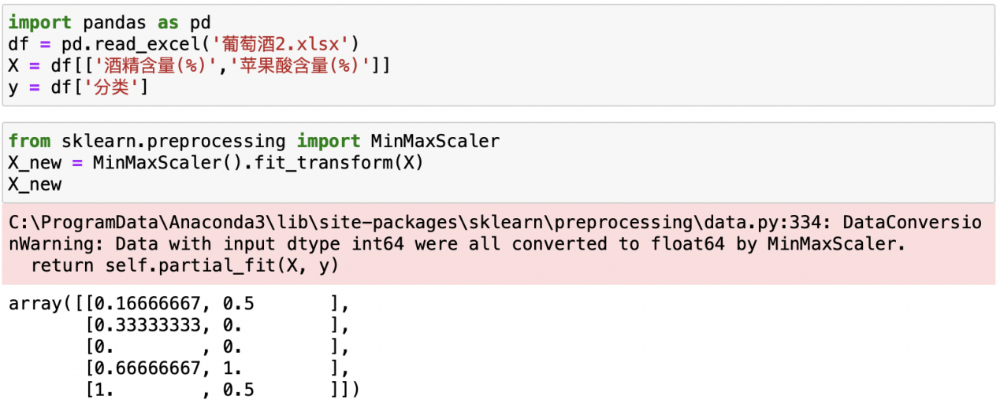 import pandas as pd
df = pd.read_excel('葡萄酒2.xlsx')
X = df[['酒精含量(%)','苹果酸含量(%)']]
y = df['分类']
from sklearn.preprocessing import MinMaxScaler
X_new = MinMaxScaler().fit_transform(X)
X_new
C:\ProgramData\Anaconda3\lib\site-packages\sklearn\preprocessing\data.py:334: DataConversio
nWarning: Data with input dtype int64 were all converted to float64 by MinMaxScaler.
  return self.partial_fit(X, y)
array([[0.16666667, 0.5       ],
       [0.33333333, 0.        ],
       [0.        , 0.        ],
       [0.66666667, 1.        ],
       [1.        , 0.5       ]])